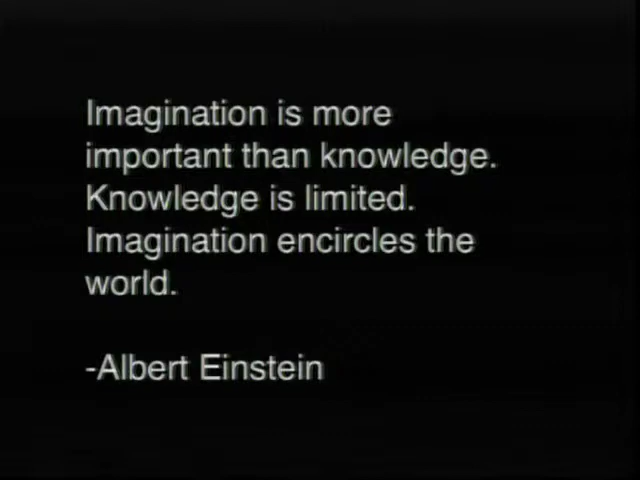 Imagination is more
important than knowledge.
Knowledge is limited.
Imagination encircles the
world.
-Albert Einstein